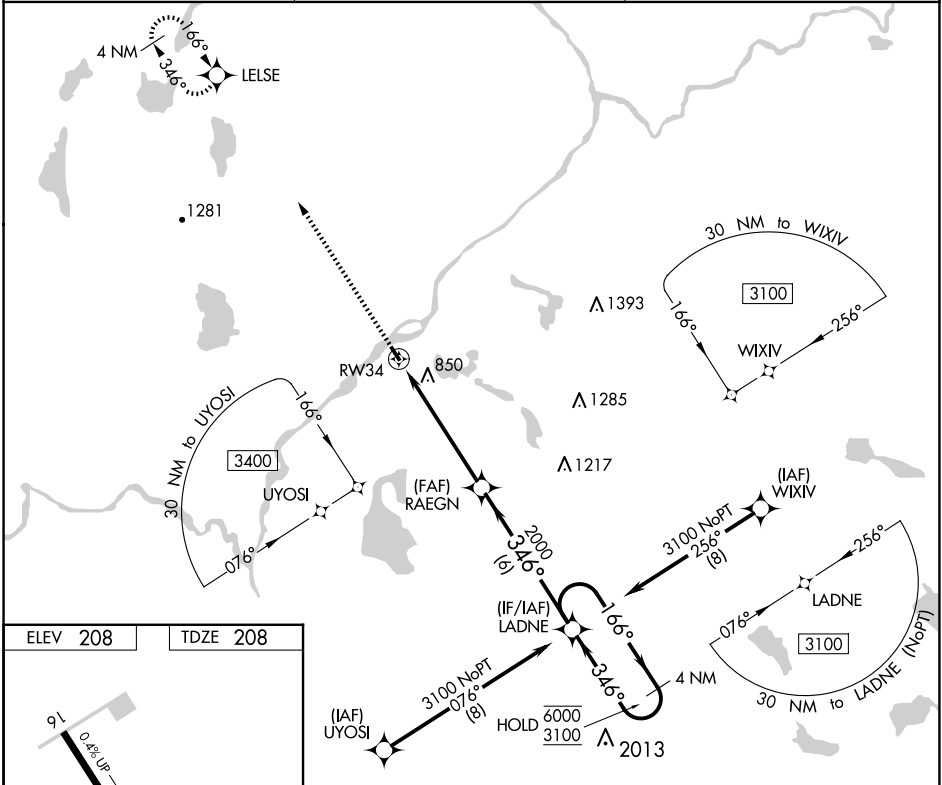 4 NM
166°
346°
LELSE
1281
30 NM to WIXIV
3100
166°
256°
WIXIV
1393
RW34
850
1285
1217
30 NM to UYOSI
166°
3400
UYOSI
076°
(FAF)
RAEGN
2000
346°
(6)
(IAF)
WIXIV
3100 NoPT
256°
(8)
(IF/IAF)
LADNE
166°
346°
4 NM
HOLD 6000
3100
2013
256°
LADNE
076°
3100
30 NM to LADNE (NoPT)
3100 NoPT
076°
(8)
(IAF)
UYOSI
ELEV 208
TDZE 208
16
0.4% UP